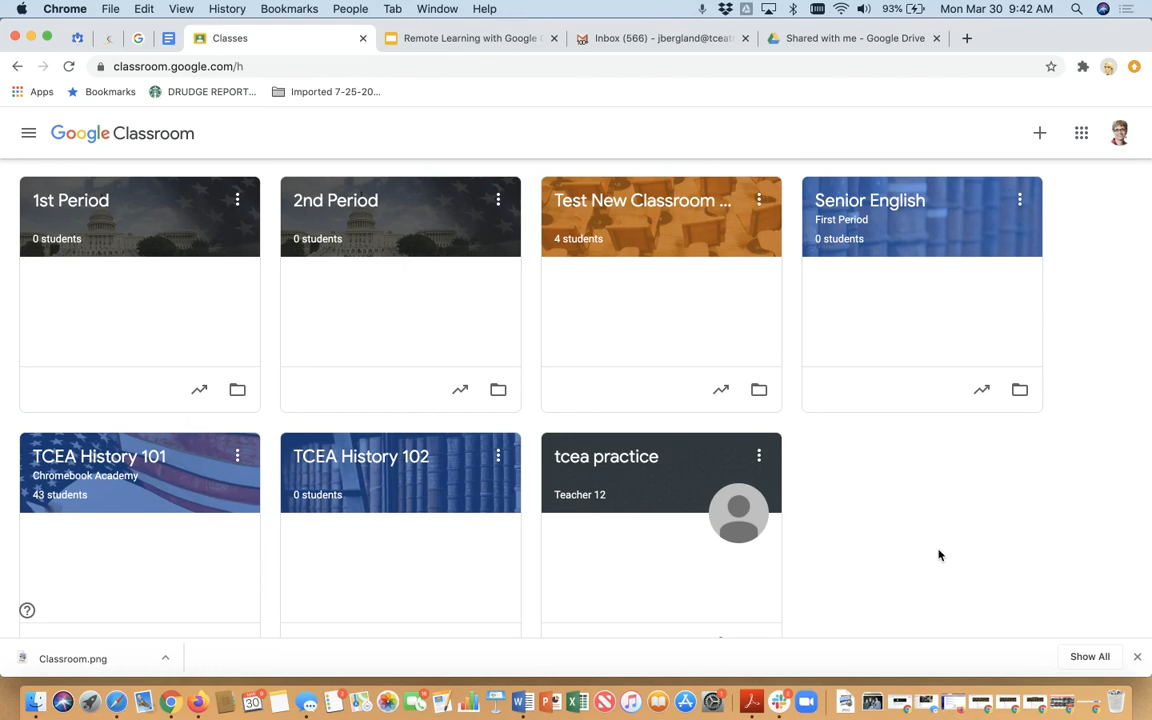 Chrome File Edit View History Bookmarks People Tab Window Help 93% Mon Mar 30 9:42 AM
Classes Remote Learning with Google Inbox (566) - jbergland@tceat Shared with me - Google Drive
classroom.google.com/h
Apps Bookmarks DRUDGE REPORT... Imported 7-25-20...
Google Classroom
1st Period
0 students
2nd Period
0 students
Test New Classroom ...
4 students
Senior English
First Period
0 students
TCEA History 101
Chromebook Academy
43 students
TCEA History 102
0 students
tcea practice
Teacher 12
Classroom.png Show All